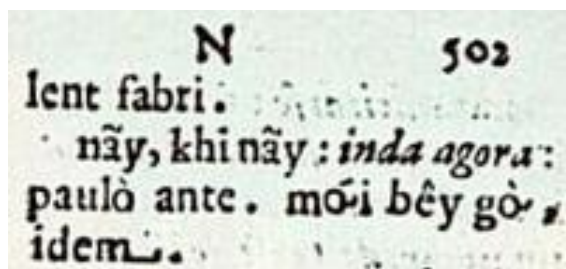 N 502
lent fabri.
nãy, khi nãy : inda agora :
paulò ante. mới bêy gờ,
idem.